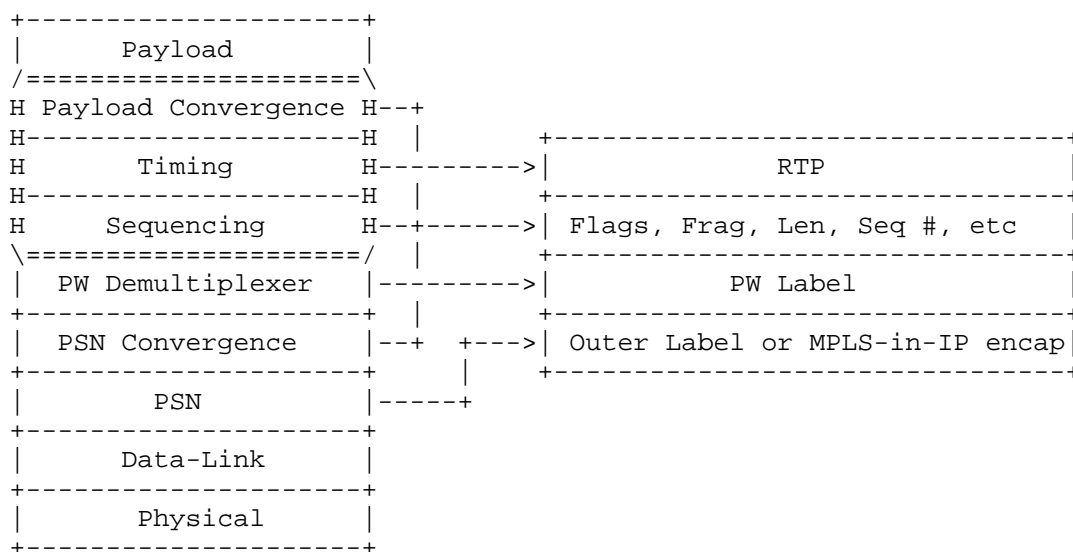 Payload
Payload Convergence
Timing RTP
Sequencing Flags, Frag, Len, Seq #, etc
PW Demultiplexer PW Label
PSN Convergence Outer Label or MPLS-in-IP encap
PSN
Data-Link
Physical